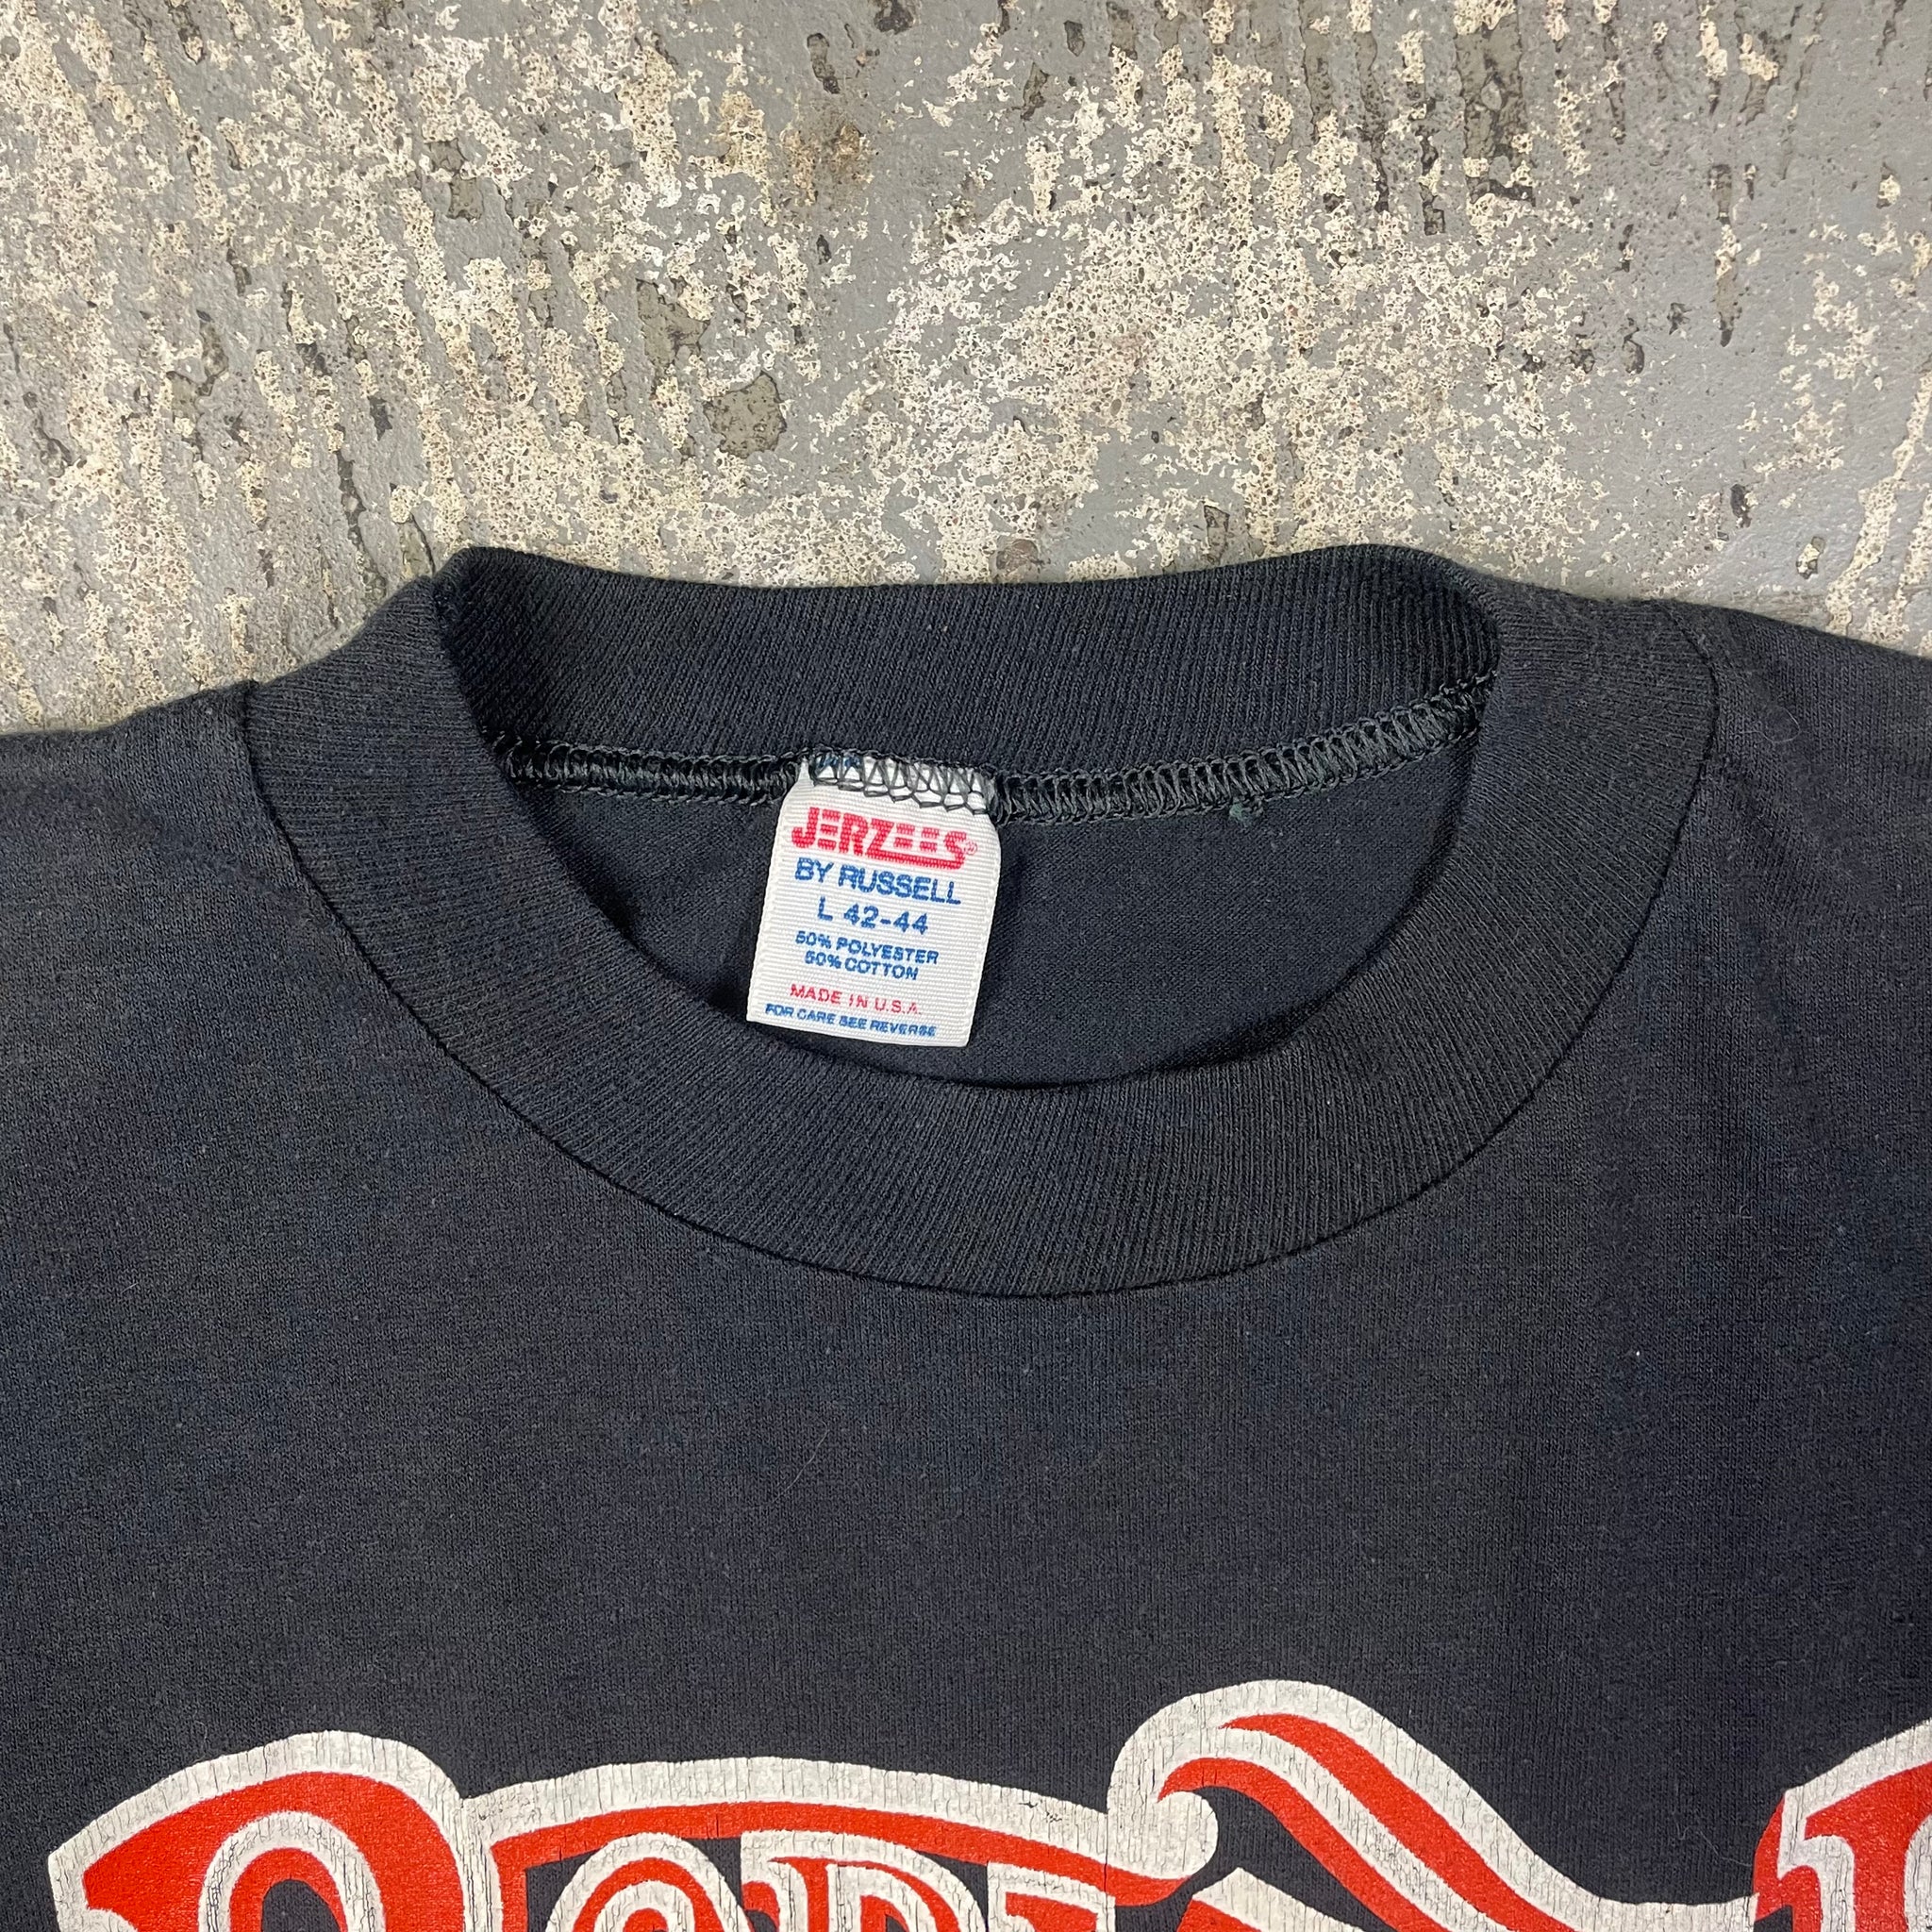 JERZEES®
BY RUSSELL
L 42-44
50% POLYESTER
50% COTTON
MADE IN U.S.A.
FOR CARE SEE REVERSE